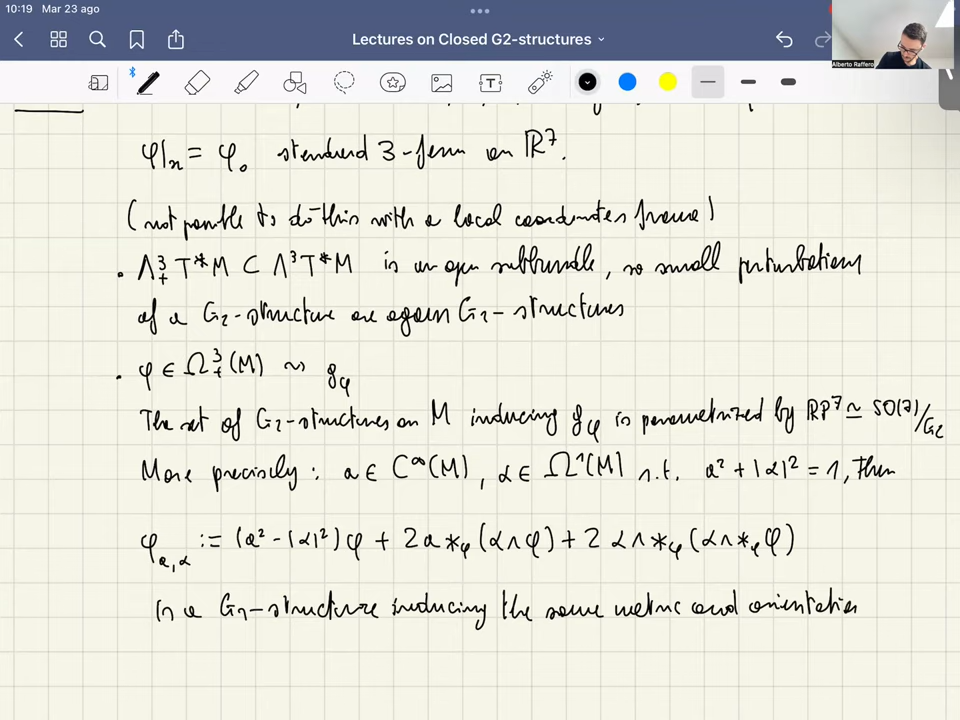 10:19 Mar 23 ago
Lectures on Closed G2-structures
Alberto Raffero
φ|ₓ = φ₀ standard 3-form on ℝ⁷.
(not possible to do this with a local coordinates frame)
• Λ³₊ T*M ⊂ Λ³T*M is an open subbundle, so small perturbations
of a G₂-structure are again G₂-structures
• φ ∈ Ω³₊(M) ⇝ g_φ
The set of G₂-structures on M inducing g_φ is parametrized by RP⁷ ≃ SO(7)/G₂
More precisely: a ∈ C^∞(M), α ∈ Ω¹(M) s.t. a² + |α|² = 1, Then
φ_{a,α} := (a² - |α|²)φ + 2a *_φ (α∧φ) + 2 α∧*_φ (α∧*_φ φ)
is a G₂-structure inducing the same metric and orientation